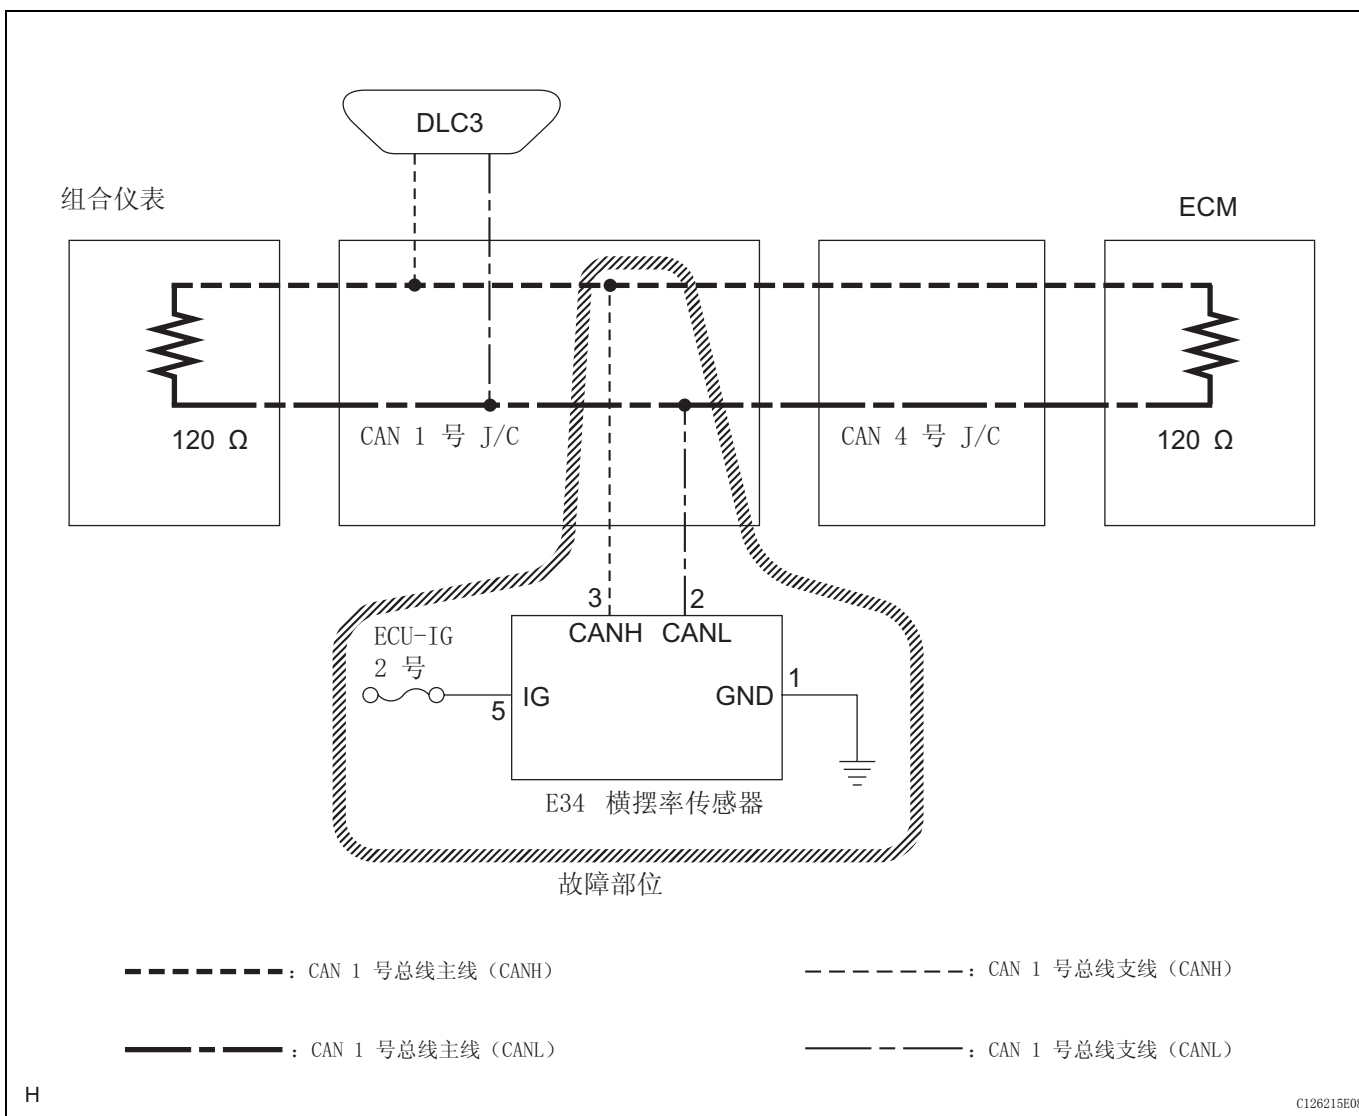 DLC3
组合仪表
ECM
120 Ω
CAN 1 号 J/C
CAN 4 号 J/C
120 Ω
3
2
CANH
CANL
ECU-IG
2 号
5
IG
GND
1
E34 横摆率传感器
故障部位
：CAN 1 号总线主线（CANH）
：CAN 1 号总线支线（CANH）
：CAN 1 号总线主线（CANL）
：CAN 1 号总线支线（CANL）
H
C126215E08